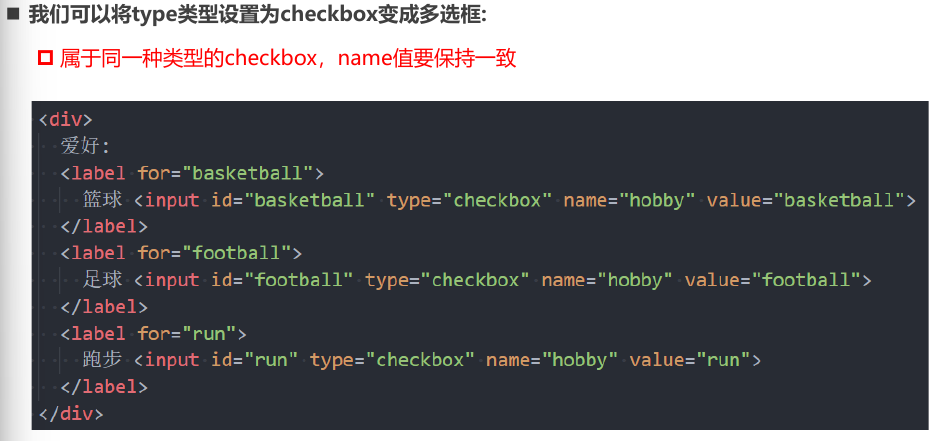 我们可以将type类型设置为checkbox变成多选框:
属于同一种类型的checkbox，name值要保持一致
<div>
爱好:
<label for="basketball">
篮球 <input id="basketball" type="checkbox" name="hobby" value="basketball">
</label>
<label for="football">
足球 <input id="football" type="checkbox" name="hobby" value="football">
</label>
<label for="run">
跑步 <input id="run" type="checkbox" name="hobby" value="run">
</label>
</div>